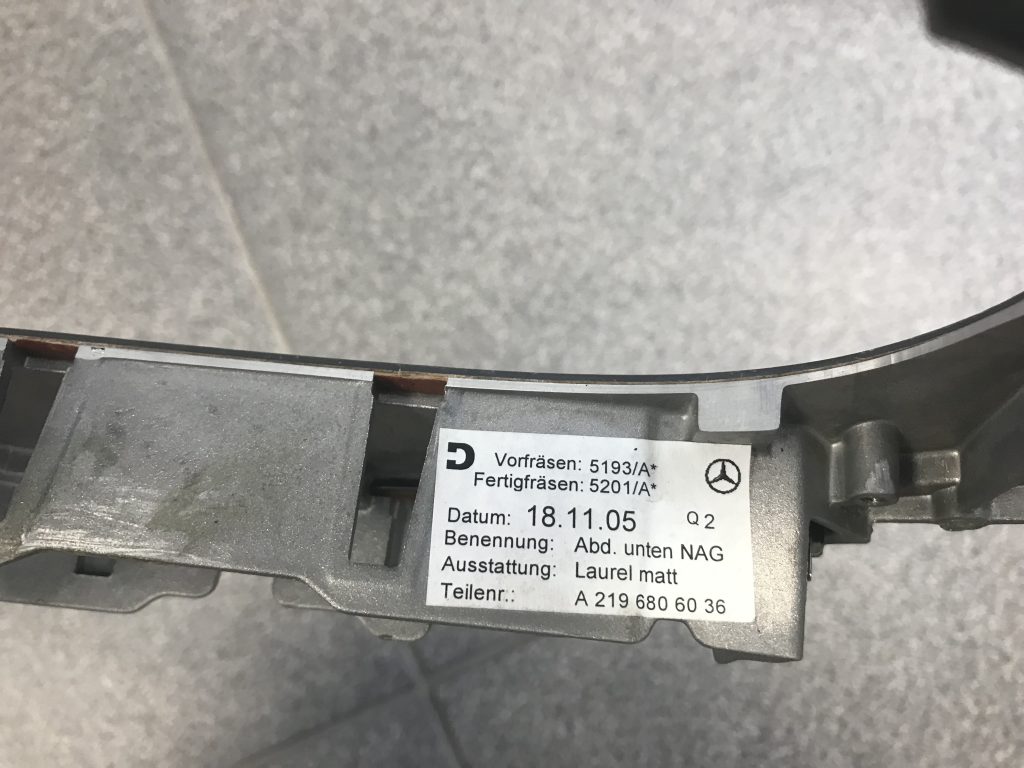 Vorfräsen: 5193/A*
Fertigfräsen: 5201/A*
Datum: 18.11.05 Q 2
Benennung: Abd. unten NAG
Ausstattung: Laurel matt
Teilenr.: A 219 680 60 36